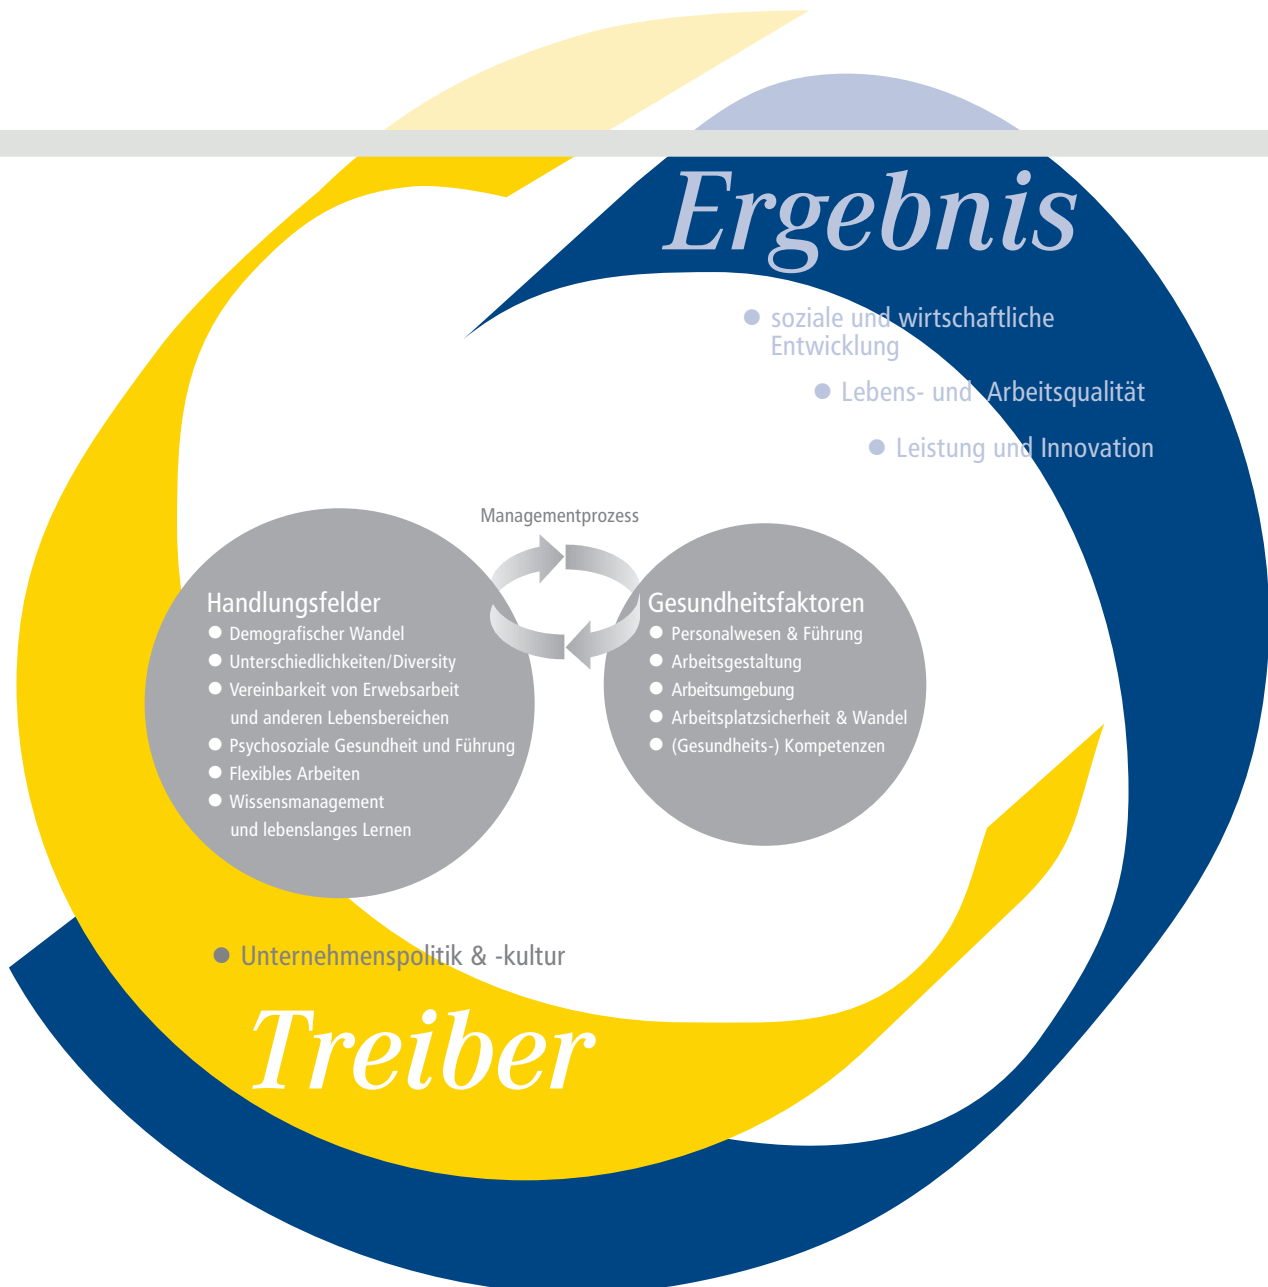 Ergebnis
● soziale und wirtschaftliche
Entwicklung
● Lebens- und Arbeitsqualität
● Leistung und Innovation
Managementprozess
Handlungsfelder
● Demografischer Wandel
● Unterschiedlichkeiten/Diversity
● Vereinbarkeit von Erwebsarbeit
und anderen Lebensbereichen
● Psychosoziale Gesundheit und Führung
● Flexibles Arbeiten
● Wissensmanagement
und lebenslanges Lernen
Gesundheitsfaktoren
● Personalwesen & Führung
● Arbeitsgestaltung
● Arbeitsumgebung
● Arbeitsplatzsicherheit & Wandel
● (Gesundheits-) Kompetenzen
● Unternehmenspolitik & -kultur
Treiber